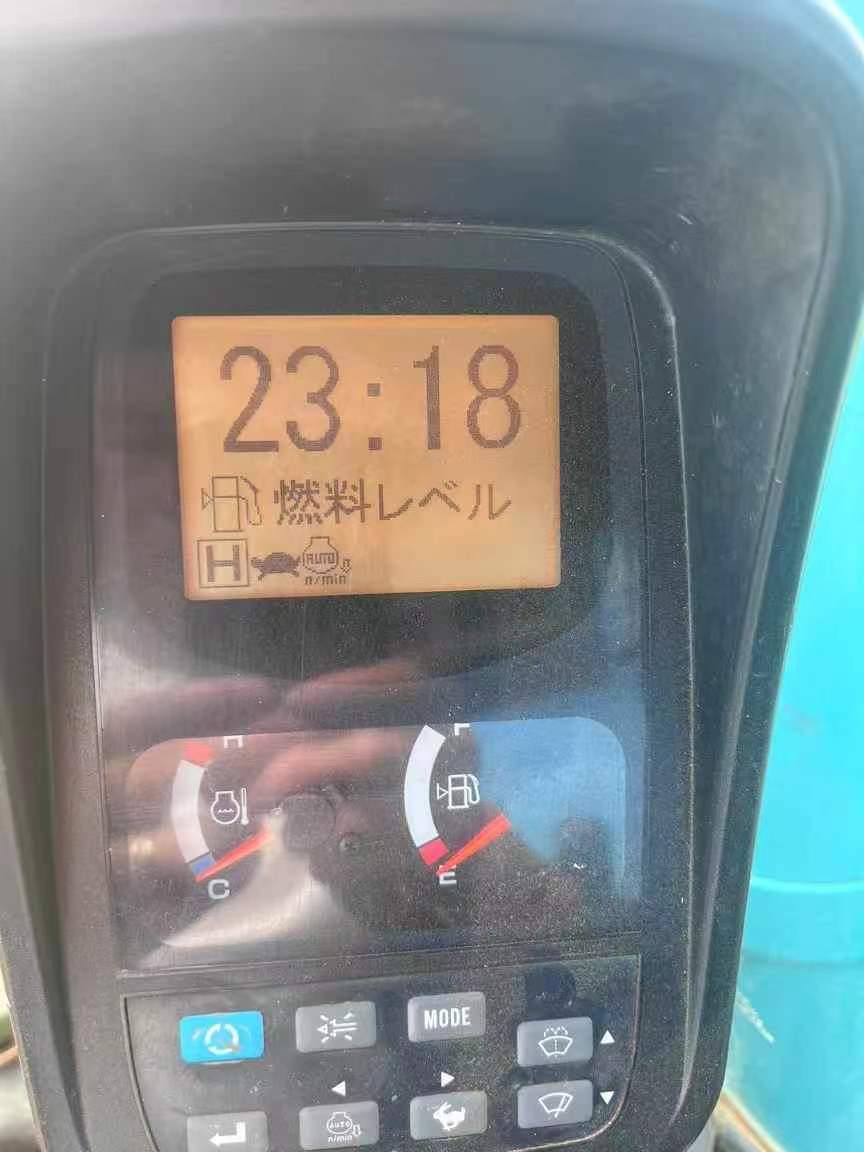 23:18
燃料レベル
H AUTO n/min
H F
C E
MODE
AUTO n/min